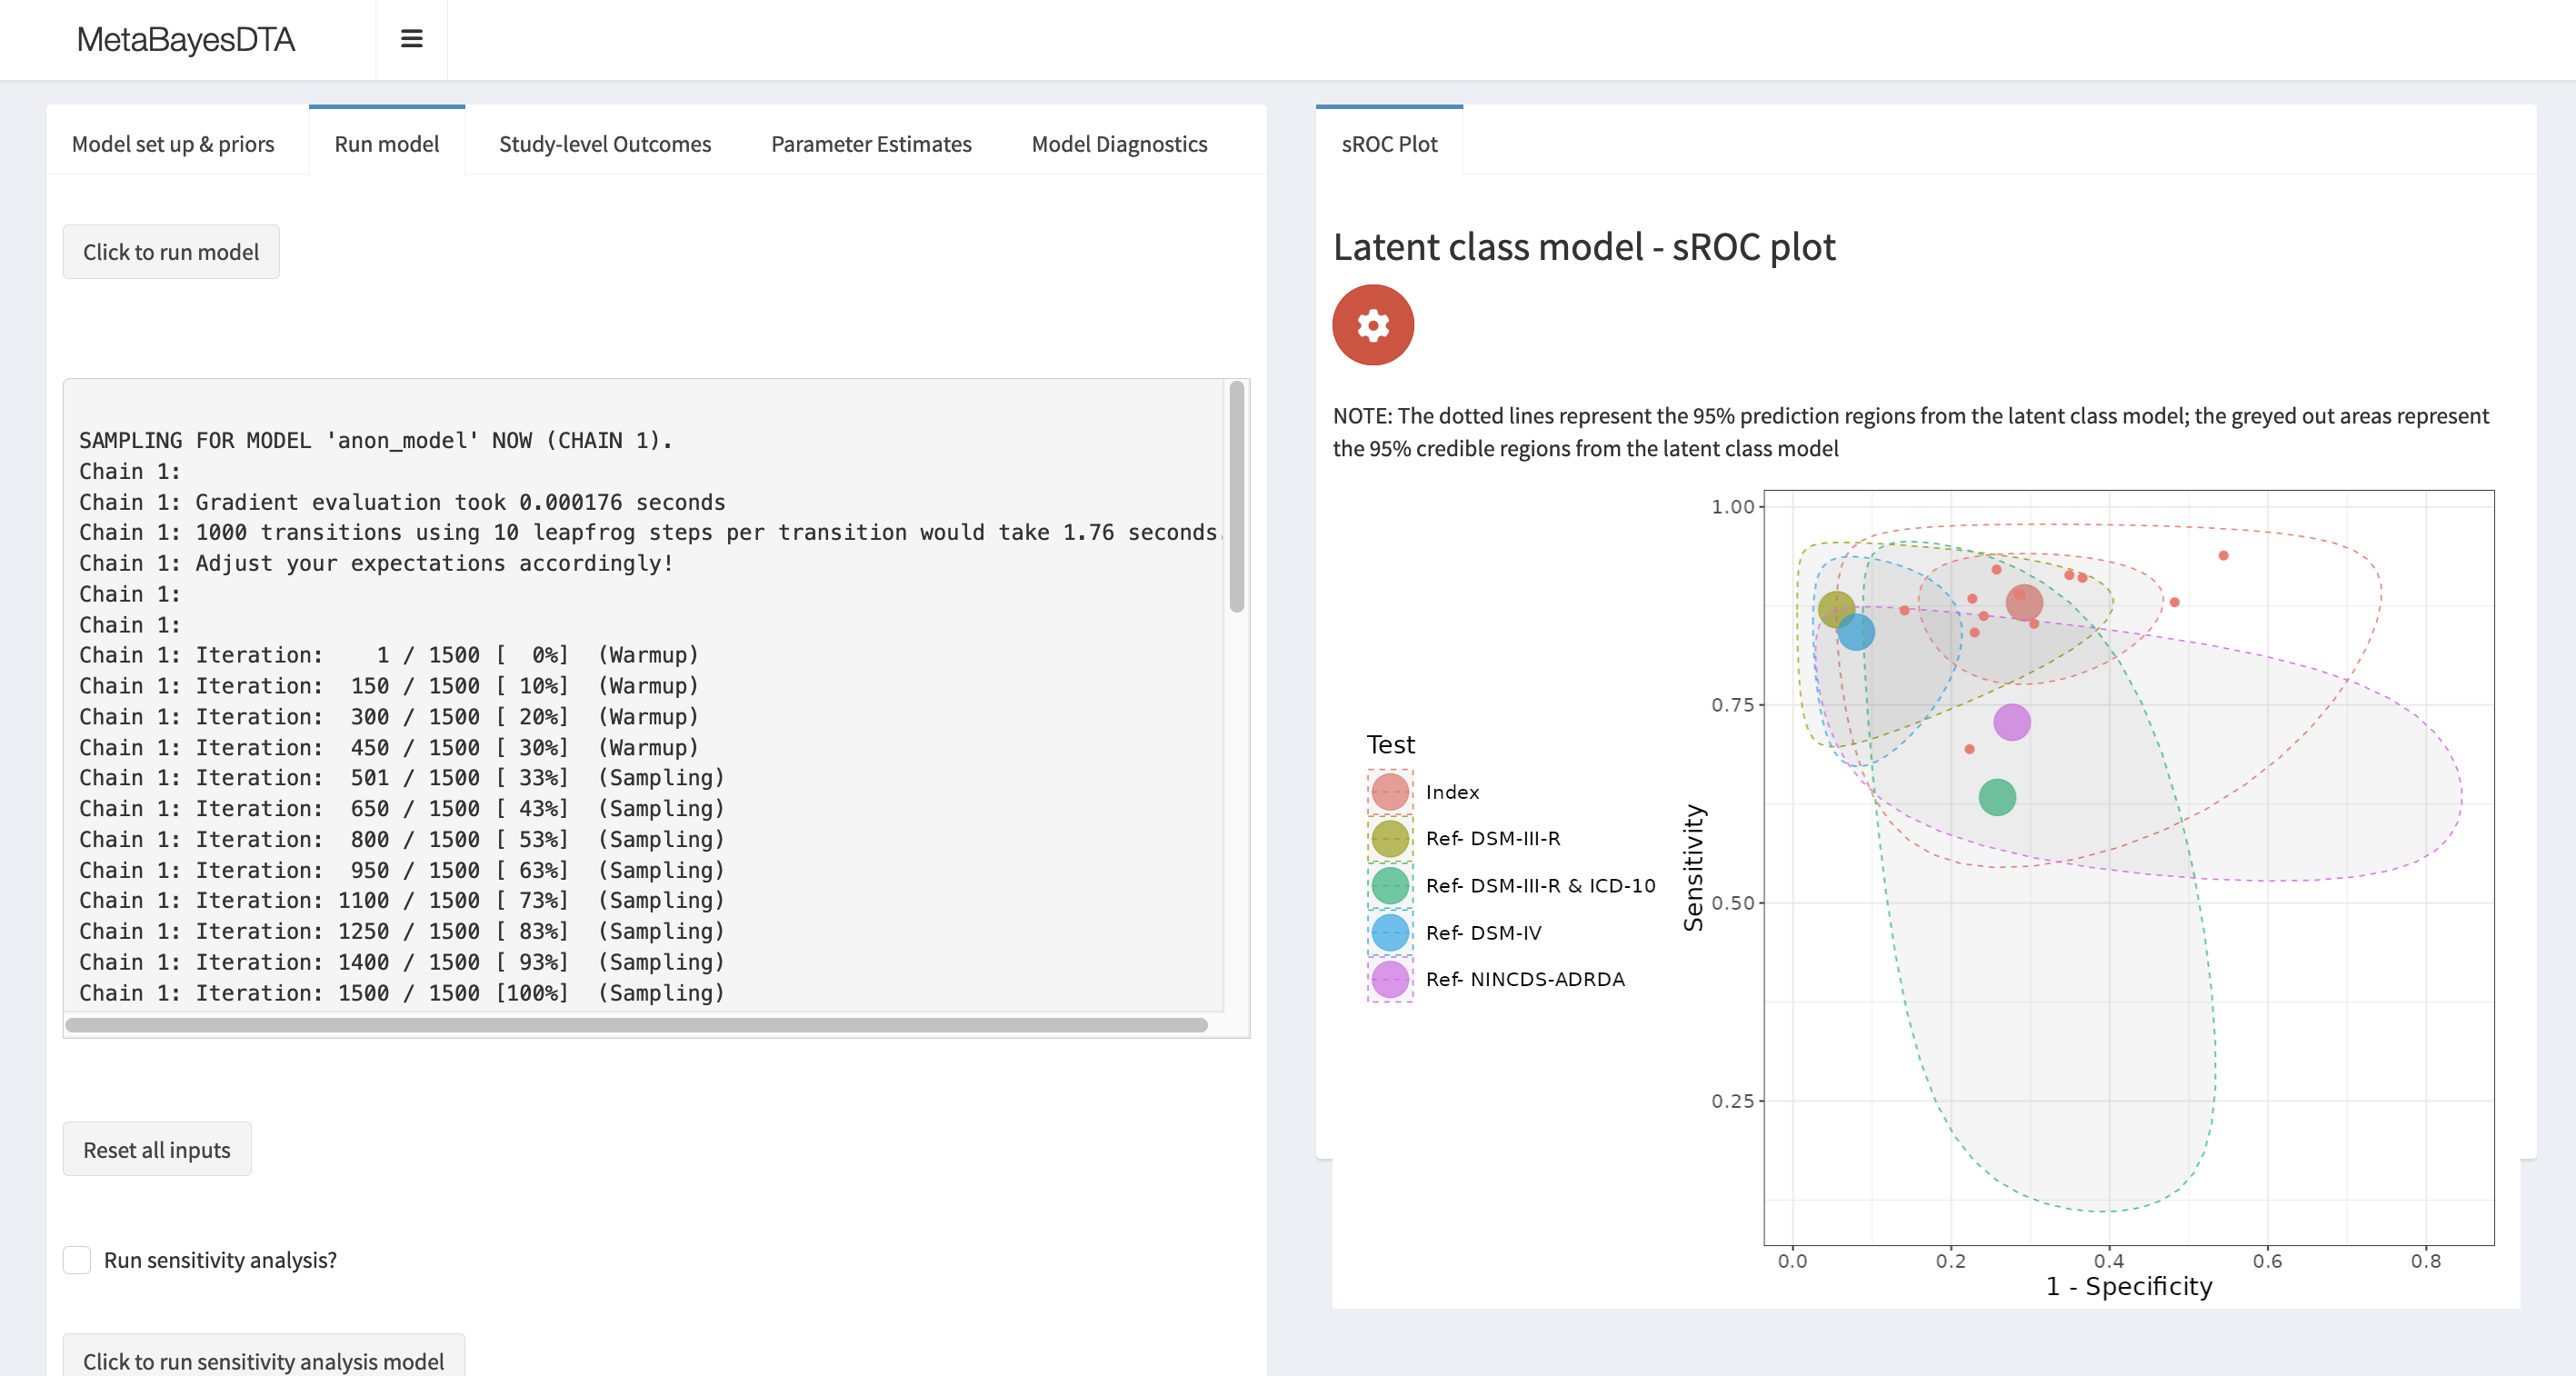 MetaBayesDTA
Model set up & priors
Run model
Study-level Outcomes
Parameter Estimates
Model Diagnostics
Click to run model
SAMPLING FOR MODEL 'anon_model' NOW (CHAIN 1).
Chain 1:
Chain 1: Gradient evaluation took 0.000176 seconds
Chain 1: 1000 transitions using 10 leapfrog steps per transition would take 1.76 seconds.
Chain 1: Adjust your expectations accordingly!
Chain 1:
Chain 1:
Chain 1: Iteration:    1 / 1500 [  0%]  (Warmup)
Chain 1: Iteration:  150 / 1500 [ 10%]  (Warmup)
Chain 1: Iteration:  300 / 1500 [ 20%]  (Warmup)
Chain 1: Iteration:  450 / 1500 [ 30%]  (Warmup)
Chain 1: Iteration:  501 / 1500 [ 33%]  (Sampling)
Chain 1: Iteration:  650 / 1500 [ 43%]  (Sampling)
Chain 1: Iteration:  800 / 1500 [ 53%]  (Sampling)
Chain 1: Iteration:  950 / 1500 [ 63%]  (Sampling)
Chain 1: Iteration: 1100 / 1500 [ 73%]  (Sampling)
Chain 1: Iteration: 1250 / 1500 [ 83%]  (Sampling)
Chain 1: Iteration: 1400 / 1500 [ 93%]  (Sampling)
Chain 1: Iteration: 1500 / 1500 [100%]  (Sampling)
Reset all inputs
Run sensitivity analysis?
Click to run sensitivity analysis model
sROC Plot
Latent class model - sROC plot
NOTE: The dotted lines represent the 95% prediction regions from the latent class model; the greyed out areas represent
the 95% credible regions from the latent class model
Test
Index
Ref- DSM-III-R
Ref- DSM-III-R & ICD-10
Ref- DSM-IV
Ref- NINCDS-ADRDA
Sensitivity
1.00
0.75
0.50
0.25
0.0
0.2
0.4
0.6
0.8
1 - Specificity